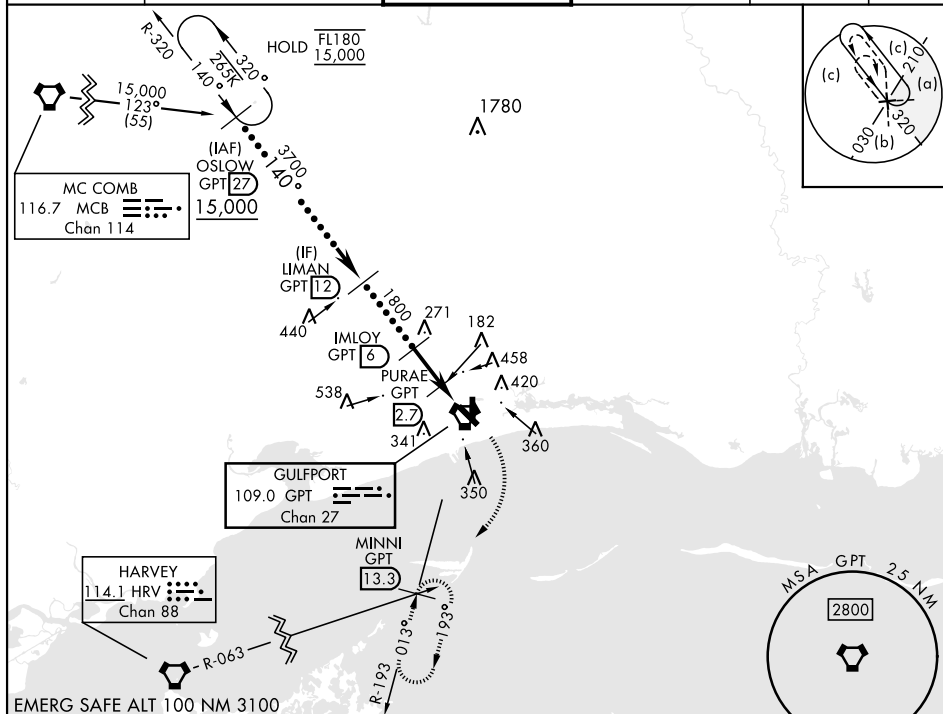 R-320
HOLD FL180
15,000
140°
265K
320°
15,000
123°
(55)
(IAF)
OSLOW
GPT 27
15,000
3700
140°
1780
(c)
(c)
210
(a)
320
(b)
030
MC COMB
116.7 MCB
Chan 114
(IF)
LIMAN
GPT 12
1800
440
271
182
IMLOY
GPT 6
458
PURAE
GPT
2.7
420
538
341
360
350
GULFPORT
109.0 GPT
Chan 27
MINNI
GPT
13.3
HARVEY
114.1 HRV
Chan 88
R-063
013°
193°
R-193
MSA GPT 25 NM
2800
EMERG SAFE ALT 100 NM 3100